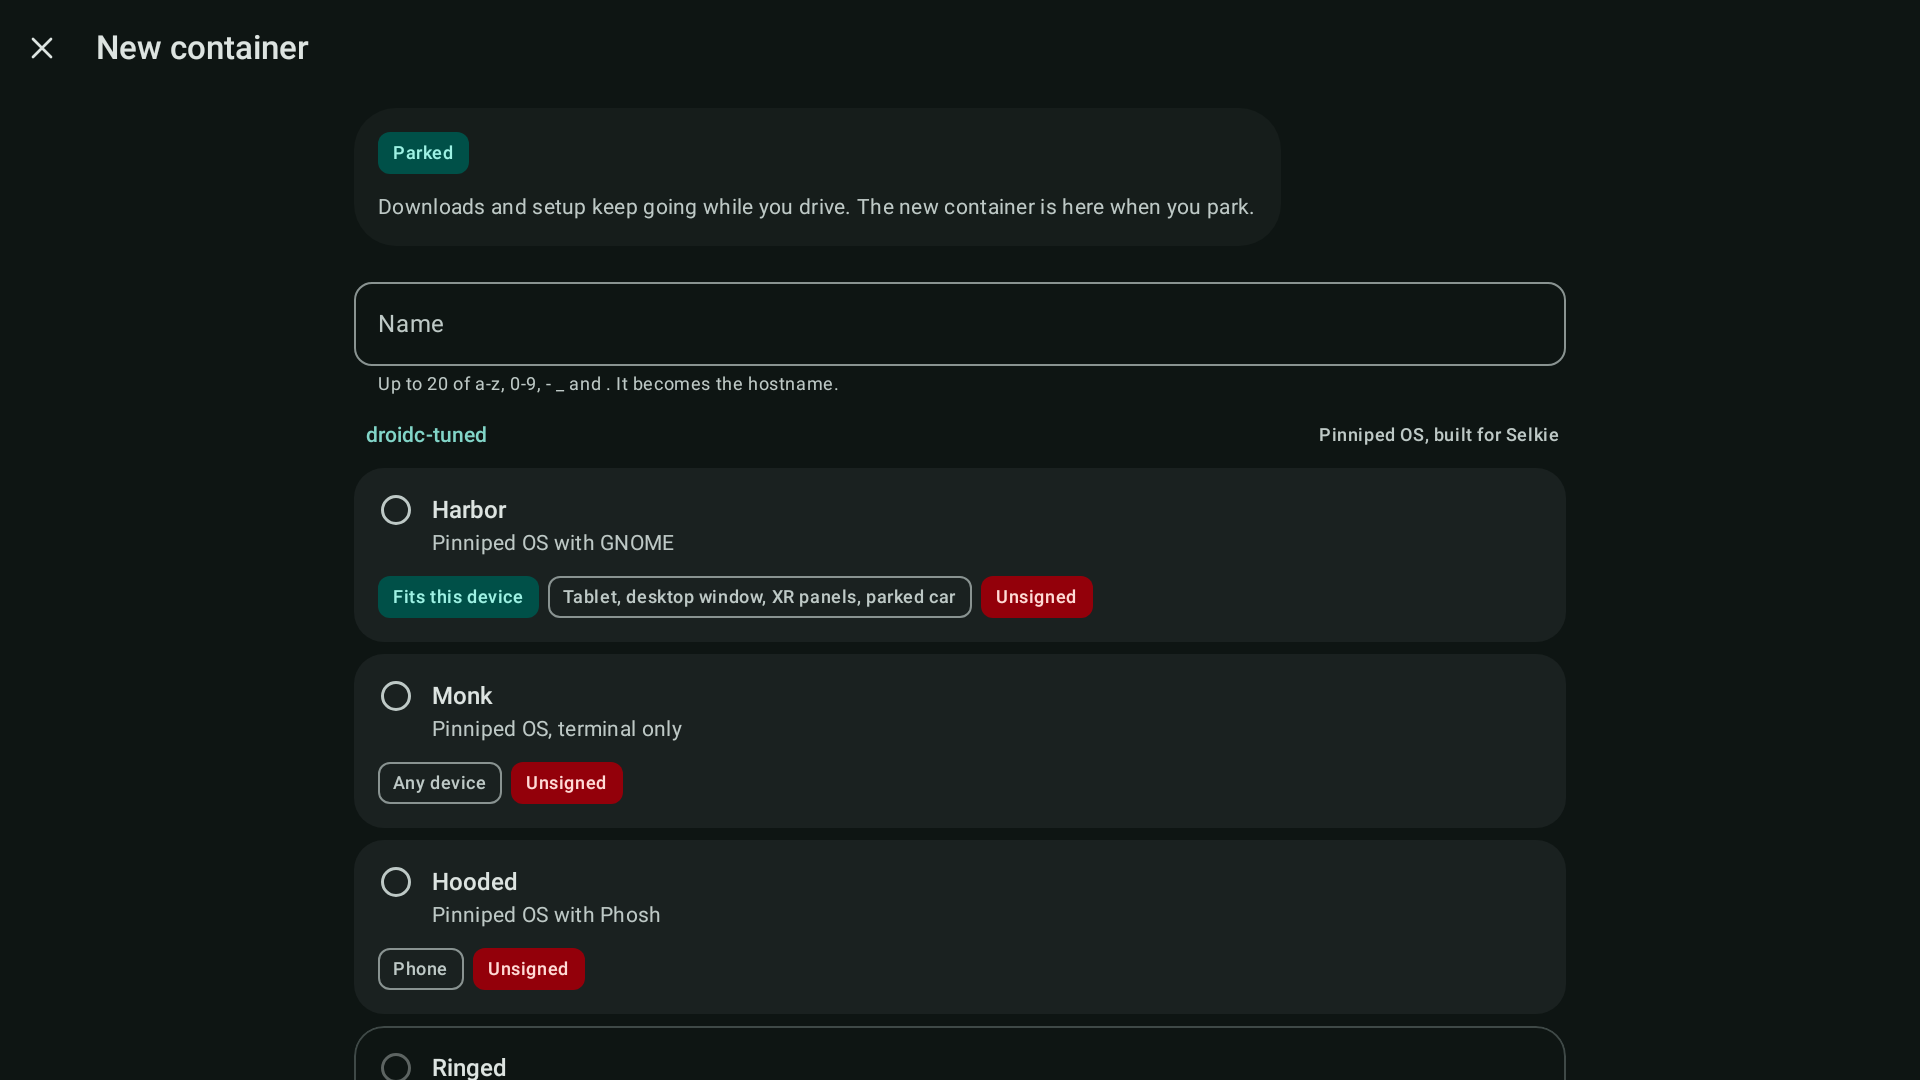 New container
Parked
Downloads and setup keep going while you drive. The new container is here when you park.
Name
Up to 20 of a-z, 0-9, - _ and . It becomes the hostname.
droidc-tuned
Pinniped OS, built for Selkie
Harbor
Pinniped OS with GNOME
Fits this device
Tablet, desktop window, XR panels, parked car
Unsigned
Monk
Pinniped OS, terminal only
Any device
Unsigned
Hooded
Pinniped OS with Phosh
Phone
Unsigned
Ringed